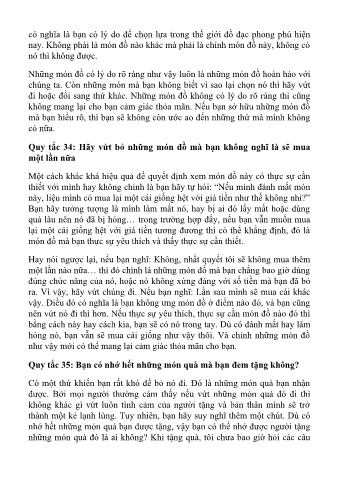 có nghĩa là bạn có lý do để chọn lựa trong thế giới đồ đạc phong phú hiện
nay. Không phải là món đồ nào khác mà phải là chính món đồ này, không có
nó thì không được.
Những món đồ có lý do rõ ràng như vậy luôn là những món đồ hoàn hảo với
chúng ta. Còn những món mà bạn không biết vì sao lại chọn nó thì hãy vứt
đi hoặc đổi sang thứ khác. Những món đồ không có lý do rõ ràng thì cũng
không mang lại cho bạn cảm giác thỏa mãn. Nếu bạn sở hữu những món đồ
mà bạn hiểu rõ, thì bạn sẽ không còn ước ao đến những thứ mà mình không
có nữa.
Quy tắc 34: Hãy vứt bỏ những món đồ mà bạn không nghĩ là sẽ mua
một lần nữa
Một cách khác khá hiệu quả để quyết định xem món đồ này có thực sự cần
thiết với mình hay không chính là bạn hãy tự hỏi: “Nếu mình đánh mất món
này, liệu mình có mua lại một cái giống hệt với giá tiền như thế không nhỉ?”
Bạn hãy tưởng tượng là mình làm mất nó, hay bị ai đó lấy mất hoặc dùng
quá lâu nên nó đã bị hỏng… trong trường hợp đấy, nếu bạn vẫn muốn mua
lại một cái giống hệt với giá tiền tương đương thì có thể khẳng định, đó là
món đồ mà bạn thực sự yêu thích và thấy thực sự cần thiết.
Hay nói ngược lại, nếu bạn nghĩ: Không, nhất quyết tôi sẽ không mua thêm
một lần nào nữa… thì đó chính là những món đồ mà bạn chẳng bao giờ dùng
đúng chức năng của nó, hoặc nó không xứng đáng với số tiền mà bạn đã bỏ
ra. Vì vậy, hãy vứt chúng đi. Nếu bạn nghĩ: Lần sau mình sẽ mua cái khác
vậy. Điều đó có nghĩa là bạn không ưng món đồ ở điểm nào đó, và bạn cũng
nên vứt nó đi thì hơn. Nếu thực sự yêu thích, thực sự cần món đồ nào đó thì
bằng cách này hay cách kia, bạn sẽ có nó trong tay. Dù có đánh mất hay làm
hỏng nó, bạn vẫn sẽ mua cái giống như vậy thôi. Và chính những món đồ
như vậy mới có thể mang lại cảm giác thỏa mãn cho bạn.
Quy tắc 35: Bạn có nhớ hết những món quà mà bạn đem tặng không?
Có một thứ khiến bạn rất khó để bỏ nó đi. Đó là những món quà bạn nhận
được. Bởi mọi người thường cảm thấy nếu vứt những món quà đó đi thì
không khác gì vứt luôn tình cảm của người tặng và bản thân mình sẽ trở
thành một kẻ lạnh lùng. Tuy nhiên, bạn hãy suy nghĩ thêm một chút. Dù có
nhớ hết những món quà bạn được tặng, vậy bạn có thể nhớ được người tặng
những món quà đó là ai không? Khi tặng quà, tôi chưa bao giờ hỏi các câu